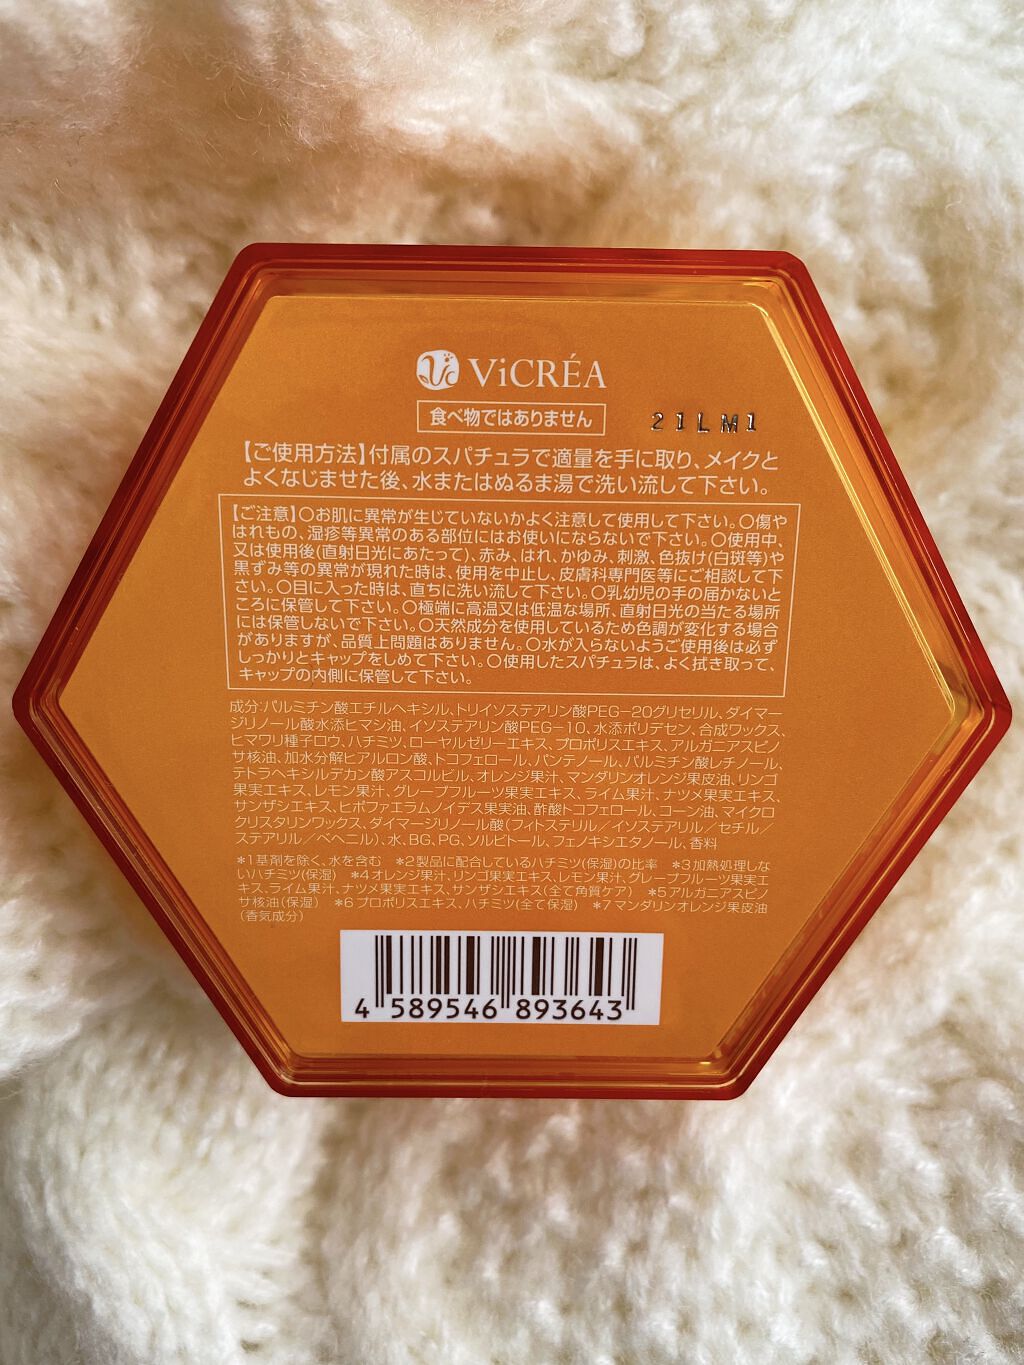 ViCRÉA
食べ物ではありません
21LM1
【ご使用方法】付属のスパチュラで適量を手に取り、メイクと
よくなじませた後、水またはぬるま湯で洗い流して下さい。
【ご注意】○お肌に異常が生じていないかよく注意して使用して下さい。○傷や
はれもの、湿疹等異常のある部位にはお使いにならないで下さい。○使用中、
又は使用後(直射日光にあたって)、赤み、はれ、かゆみ、刺激、色抜け(白斑等)や
黒ずみ等の異常が現れた時は、使用を中止し、皮膚科専門医等にご相談して下
さい。○目に入った時は、直ちに洗い流して下さい。○乳幼児の手の届かないと
ころに保管して下さい。○極端に高温又は低温な場所、直射日光の当たる場所
には保管しないで下さい。○天然成分を使用しているため色調が変化する場合
がありますが、品質上問題はありません。○水が入らないようご使用後は必ず
しっかりとキャップをしめて下さい。○使用したスパチュラは、よく拭き取って、
キャップの内側に保管して下さい。
成分:パルミチン酸エチルヘキシル、トリイソステアリン酸PEG-20グリセリル、ダイマー
ジリノール酸水添ヒマシ油、イソステアリン酸PEG-10、水添ポリデセン、合成ワックス、
ヒマワリ種子ロウ、ハチミツ、ローヤルゼリーエキス、プロポリスエキス、アルガニアスピノ
サ核油、加水分解ヒアルロン酸、トコフェロール、パンテノール、パルミチン酸レチノール、
テトラヘキシルデカン酸アスコルビル、オレンジ果汁、マンダリンオレンジ果皮油、リンゴ
果実エキス、レモン果汁、グレープフルーツ果実エキス、ライム果汁、ナツメ果実エキス、
サンザシエキス、ヒポファエラムノイデス果実油、酢酸トコフェロール、コーン油、マイクロ
クリスタリンワックス、ダイマージリノール酸(フィトステリル/イソステアリル/セチル/
ステアリル/ベヘニル)、水、BG、PG、ソルビトール、フェノキシエタノール、香料
*1基剤を除く、水を含む *2製品に配合しているハチミツ(保湿)の比率 *3加熱処理しな
いハチミツ(保湿) *4オレンジ果汁、リンゴ果実エキス、レモン果汁、グレープフルーツ果実エ
キス、ライム果汁、ナツメ果実エキス、サンザシエキス(全て角質ケア) *5アルガニアスピノ
サ核油(保湿) *6プロポリスエキス、ハチミツ(全て保湿) *7マンダリンオレンジ果皮油
(香気成分)
4 589546 893643